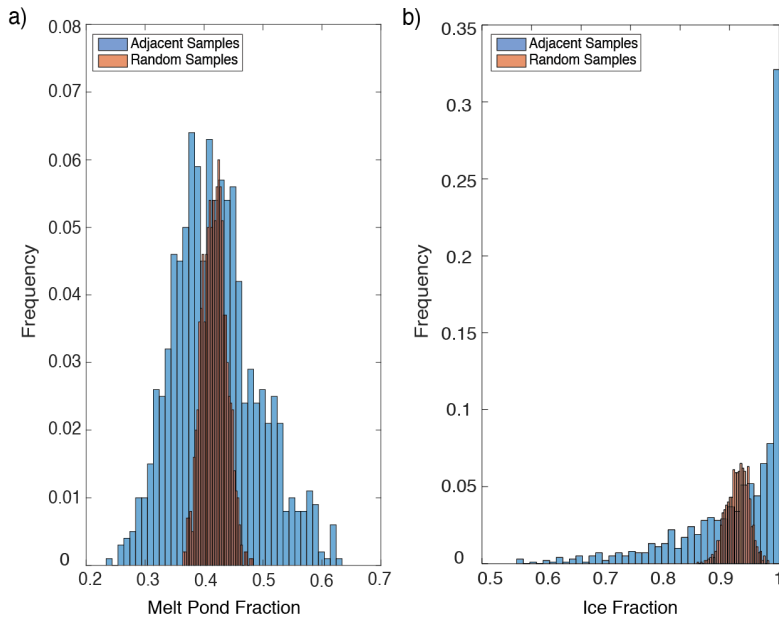 a)
Adjacent Samples
Random Samples
0.08
0.07
0.06
0.05
0.04
0.03
0.02
0.01
0
Frequency
0.2 0.3 0.4 0.5 0.6 0.7
Melt Pond Fraction
b)
Adjacent Samples
Random Samples
0.35
0.3
0.25
0.2
0.15
0.1
0.05
0
Frequency
0.5 0.6 0.7 0.8 0.9 1
Ice Fraction